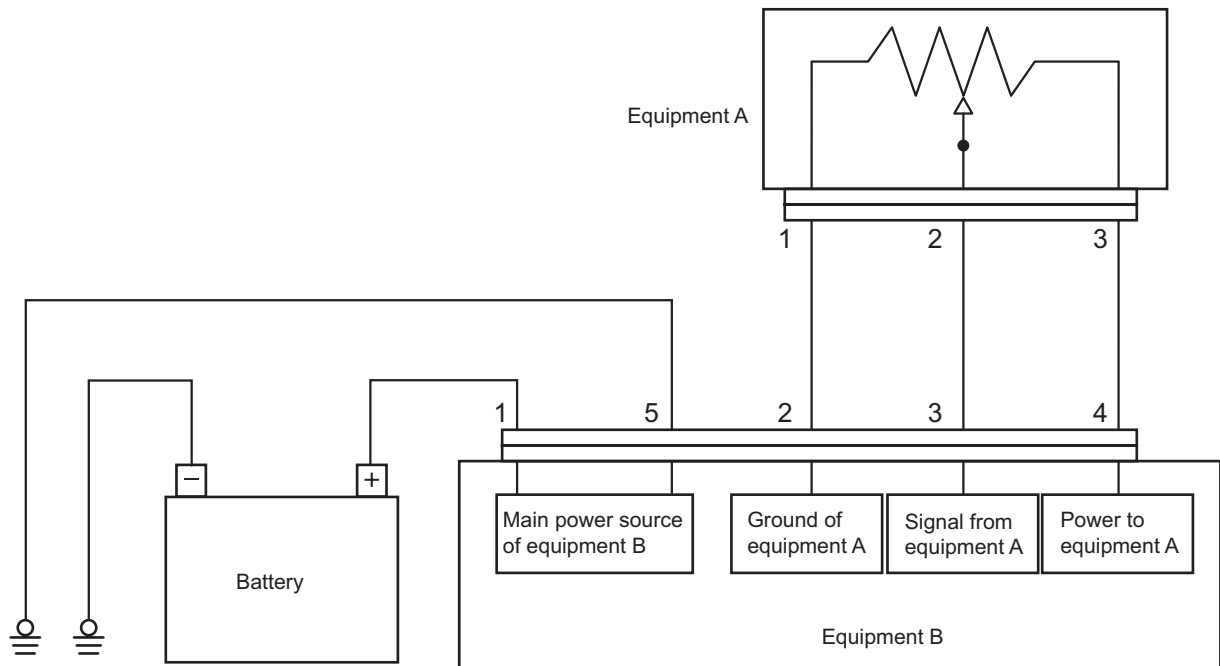 Equipment A
1 2 3
1 5 2 3 4
− +
Main power source
of equipment B
Ground of
equipment A
Signal from
equipment A
Power to
equipment A
Battery
Equipment B